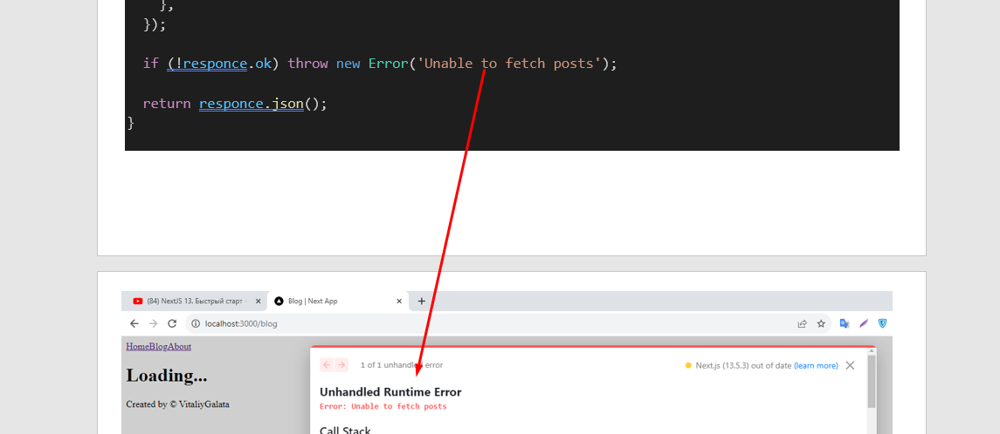 },
});
if (!responce.ok) throw new Error('Unable to fetch posts');
return responce.json();
}
(84) NextJS 13. Быстрый старт -
Blog | Next App
localhost:3000/blog
HomeBlogAbout
Loading...
Created by © VitaliyGalata
1 of 1 unhandled error
Next.js (13.5.3) out of date (learn more)
Unhandled Runtime Error
Error: Unable to fetch posts
Call Stack